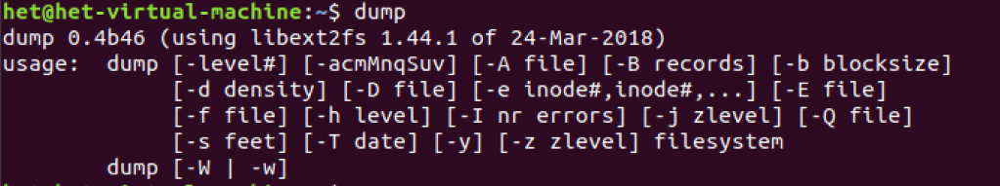 het@het-virtual-machine:~$ dump
dump 0.4b46 (using libext2fs 1.44.1 of 24-Mar-2018)
usage:  dump [-level#] [-acmMnqSuv] [-A file] [-B records] [-b blocksize]
             [-d density] [-D file] [-e inode#,inode#,...] [-E file]
             [-f file] [-h level] [-I nr errors] [-j zlevel] [-Q file]
             [-s feet] [-T date] [-y] [-z zlevel] filesystem
        dump [-W | -w]